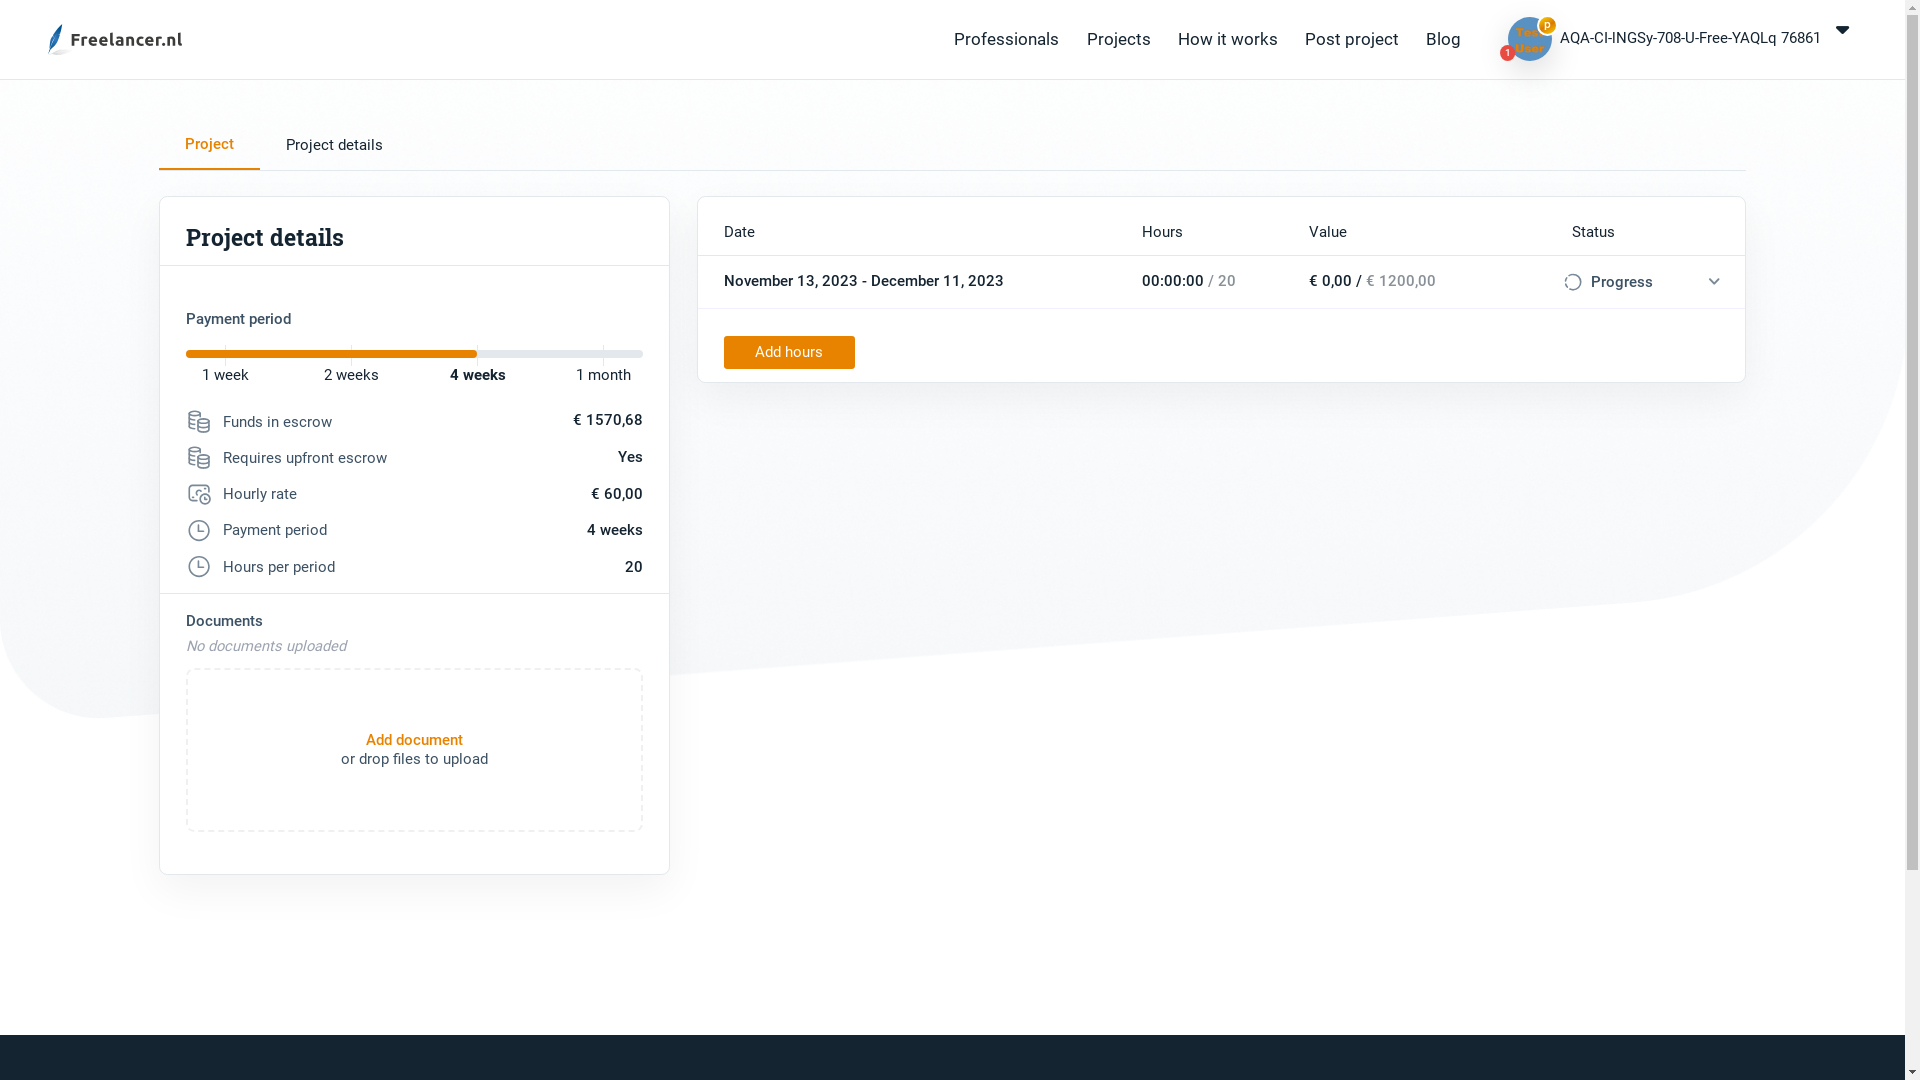 Freelancer.nl
Professionals
Projects
How it works
Post project
Blog
p
1
AQA-CI-INGSy-708-U-Free-YAQLq 76861
Project
Project details
Project details
Payment period
1 week
2 weeks
4 weeks
1 month
Funds in escrow
€ 1570,68
Requires upfront escrow
Yes
Hourly rate
€ 60,00
Payment period
4 weeks
Hours per period
20
Documents
No documents uploaded
Add document
or drop files to upload
Date
Hours
Value
Status
November 13, 2023 - December 11, 2023
00:00:00 / 20
€ 0,00 / € 1200,00
Progress
Add hours